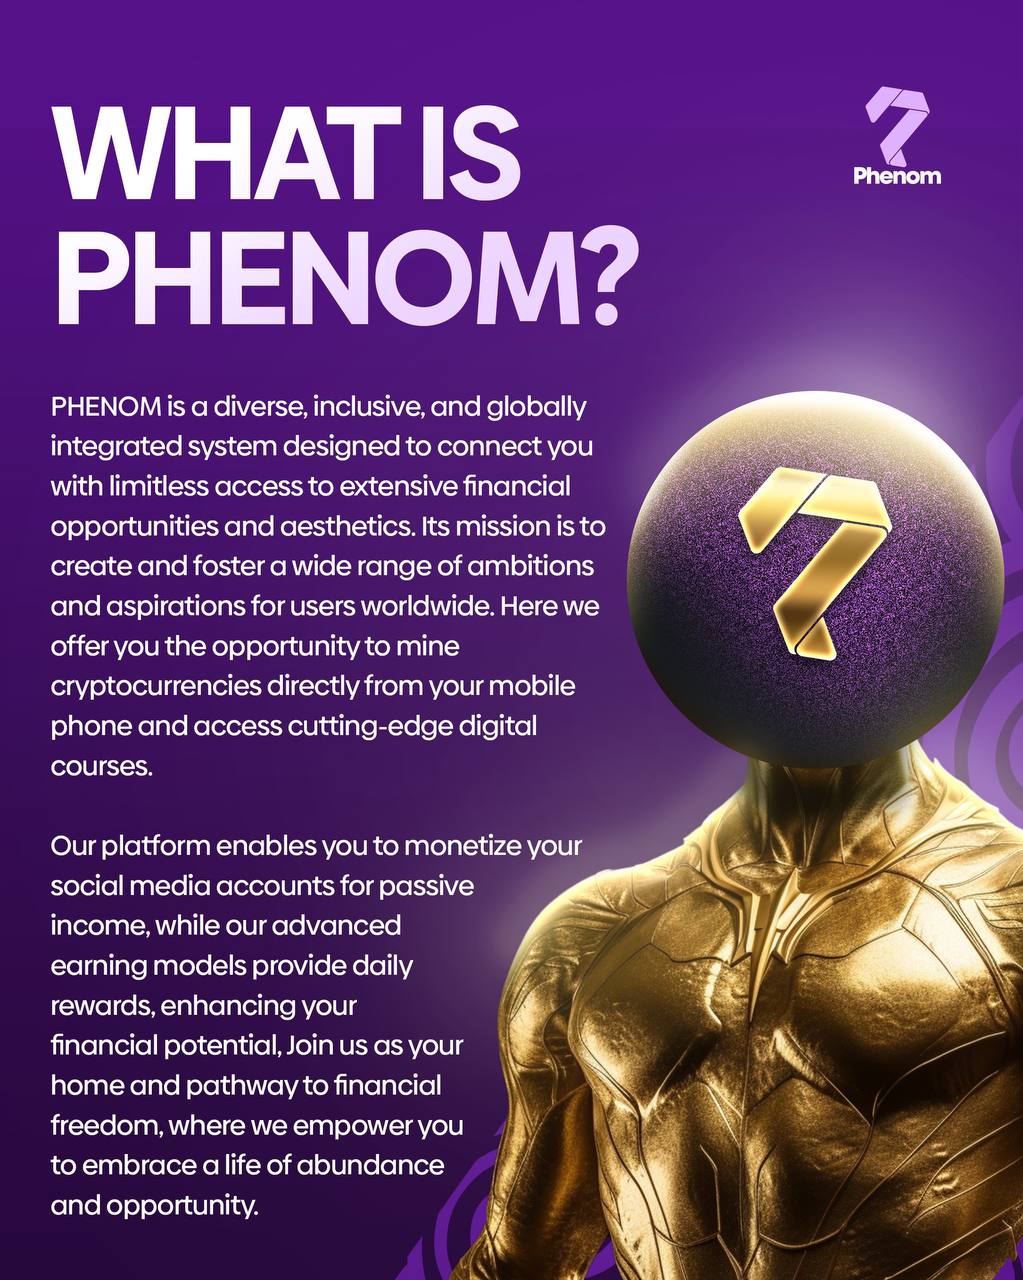 WHAT IS
PHENOM?
Phenom
PHENOM is a diverse, inclusive, and globally
integrated system designed to connect you
with limitless access to extensive financial
opportunities and aesthetics. Its mission is to
create and foster a wide range of ambitions
and aspirations for users worldwide. Here we
offer you the opportunity to mine
cryptocurrencies directly from your mobile
phone and access cutting-edge digital
courses.
Our platform enables you to monetize your
social media accounts for passive
income, while our advanced
earning models provide daily
rewards, enhancing your
financial potential, Join us as your
home and pathway to financial
freedom, where we empower you
to embrace a life of abundance
and opportunity.